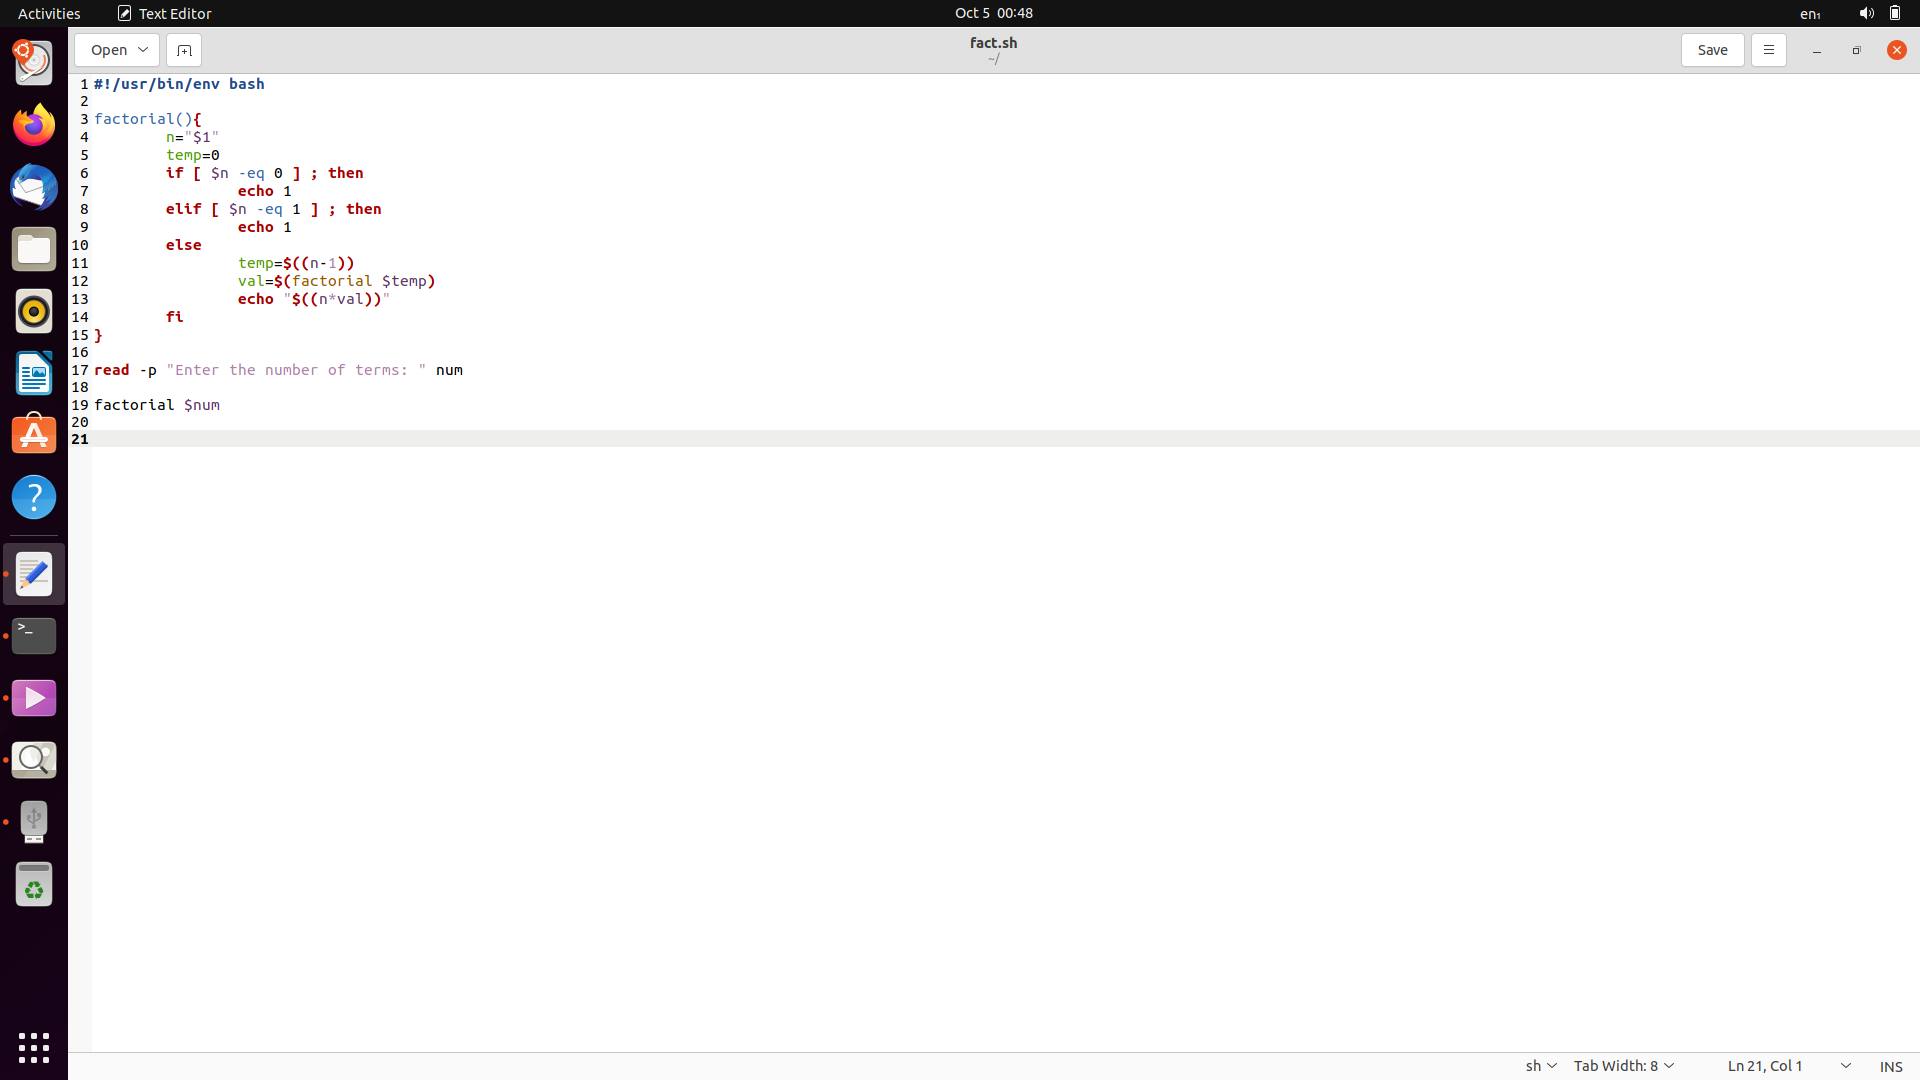 Activities Text Editor Oct 5 00:48 en₁
Open fact.sh Save
~/
1 #!/usr/bin/env bash
2
3 factorial(){
4 n="$1"
5 temp=0
6 if [ $n -eq 0 ] ; then
7 echo 1
8 elif [ $n -eq 1 ] ; then
9 echo 1
10 else
11 temp=$((n-1))
12 val=$(factorial $temp)
13 echo "$((n*val))"
14 fi
15 }
16
17 read -p "Enter the number of terms: " num
18
19 factorial $num
20
21
>_
sh Tab Width: 8 Ln 21, Col 1 INS